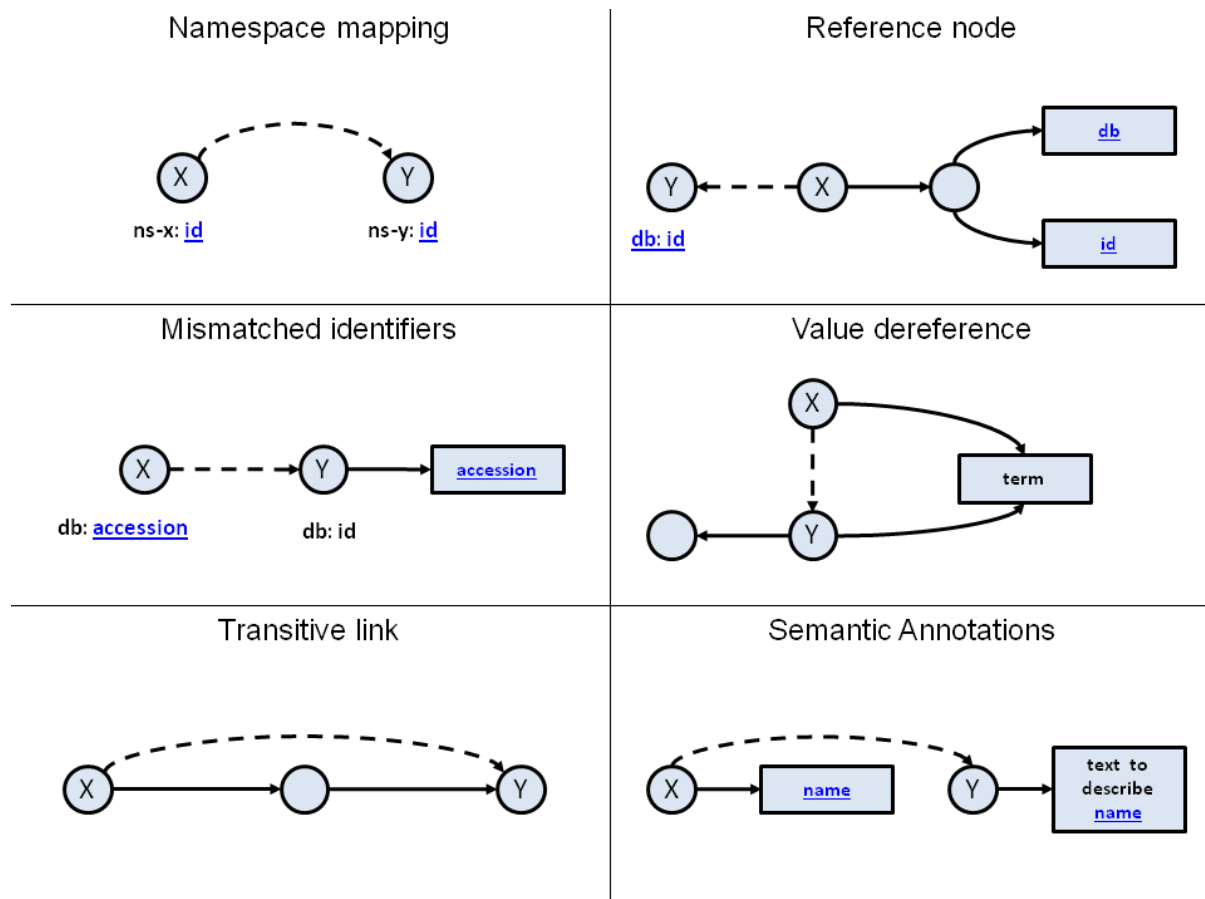 Namespace mapping
X
Y
ns-x: id
ns-y: id
Reference node
db
Y
X
db: id
id
Mismatched identifiers
X
Y
accession
db: accession
db: id
Value dereference
X
term
Y
Transitive link
X
Y
Semantic Annotations
X
name
Y
text to
describe
name